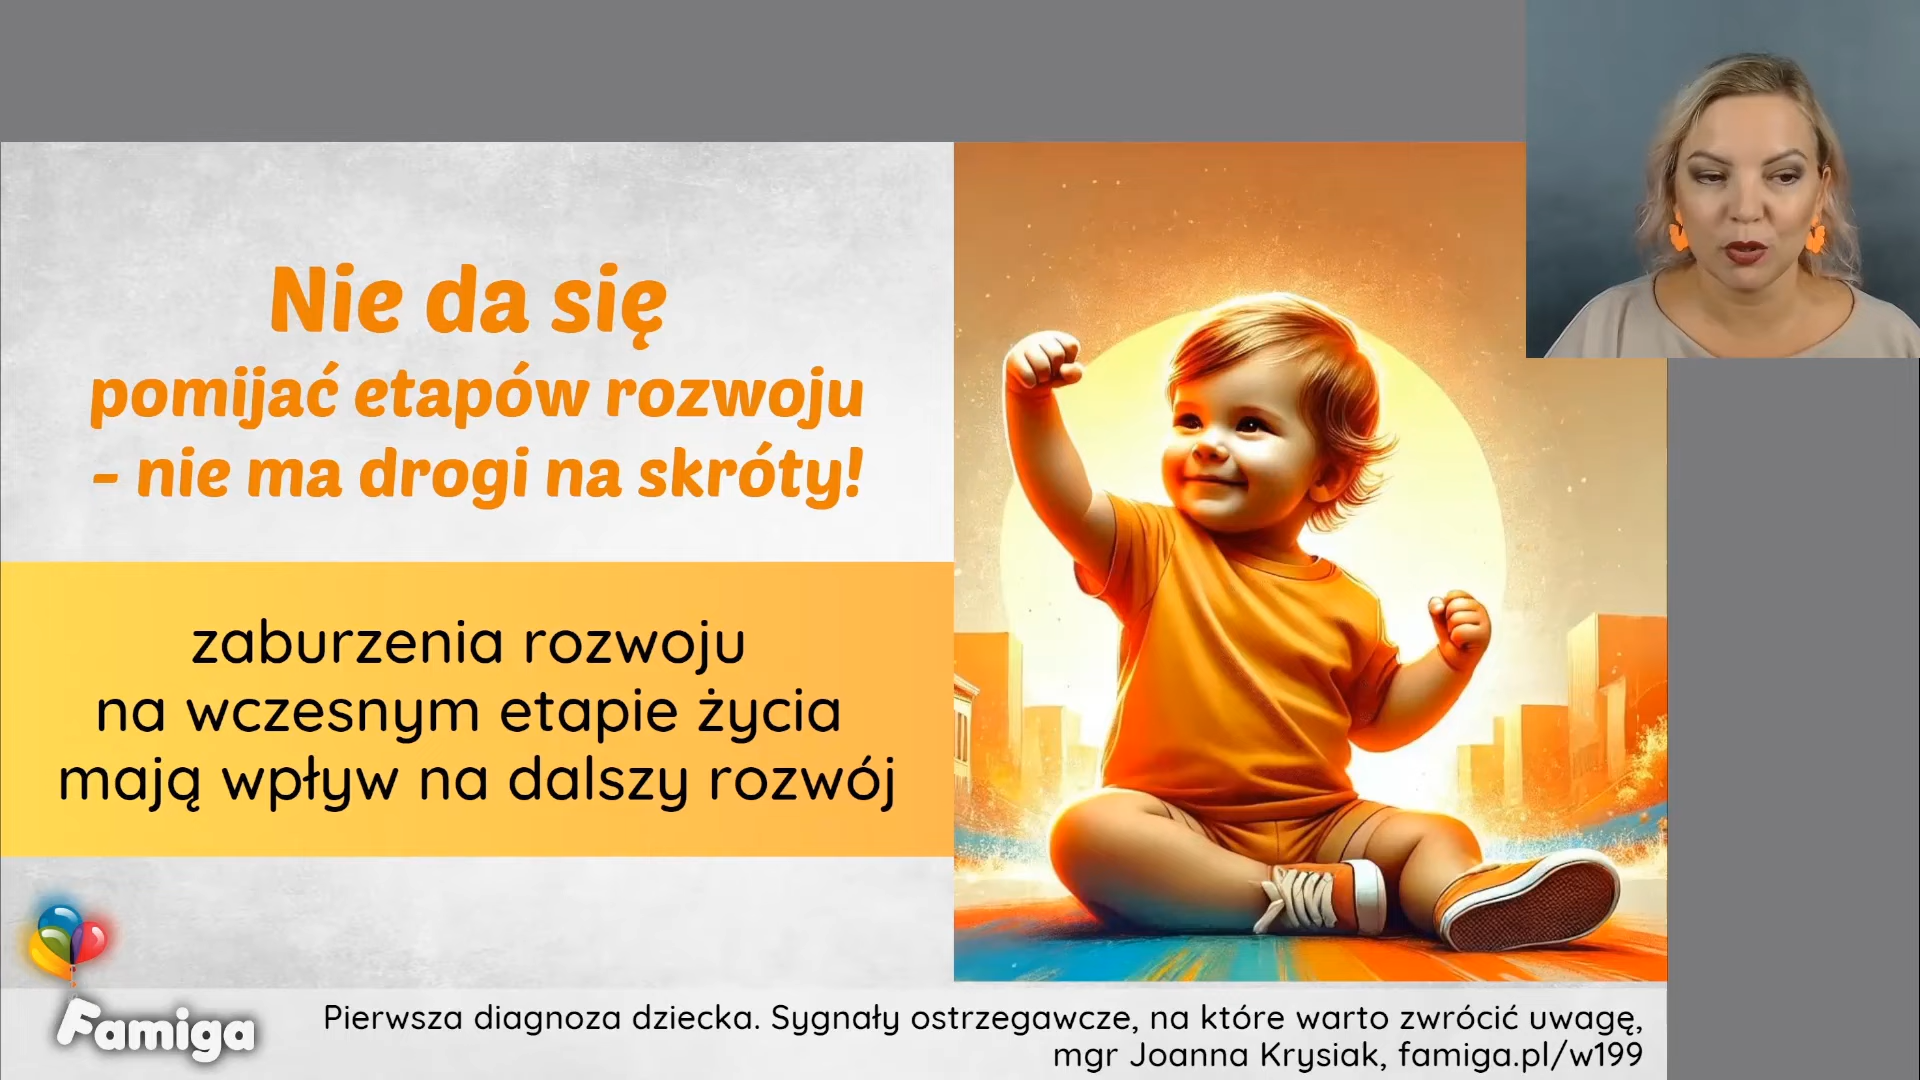 Nie da się
pomijać etapów rozwoju
- nie ma drogi na skróty!
zaburzenia rozwoju
na wczesnym etapie życia
mają wpływ na dalszy rozwój
Famiga
Pierwsza diagnoza dziecka. Sygnały ostrzegawcze, na które warto zwrócić uwagę,
mgr Joanna Krysiak, famiga.pl/w199